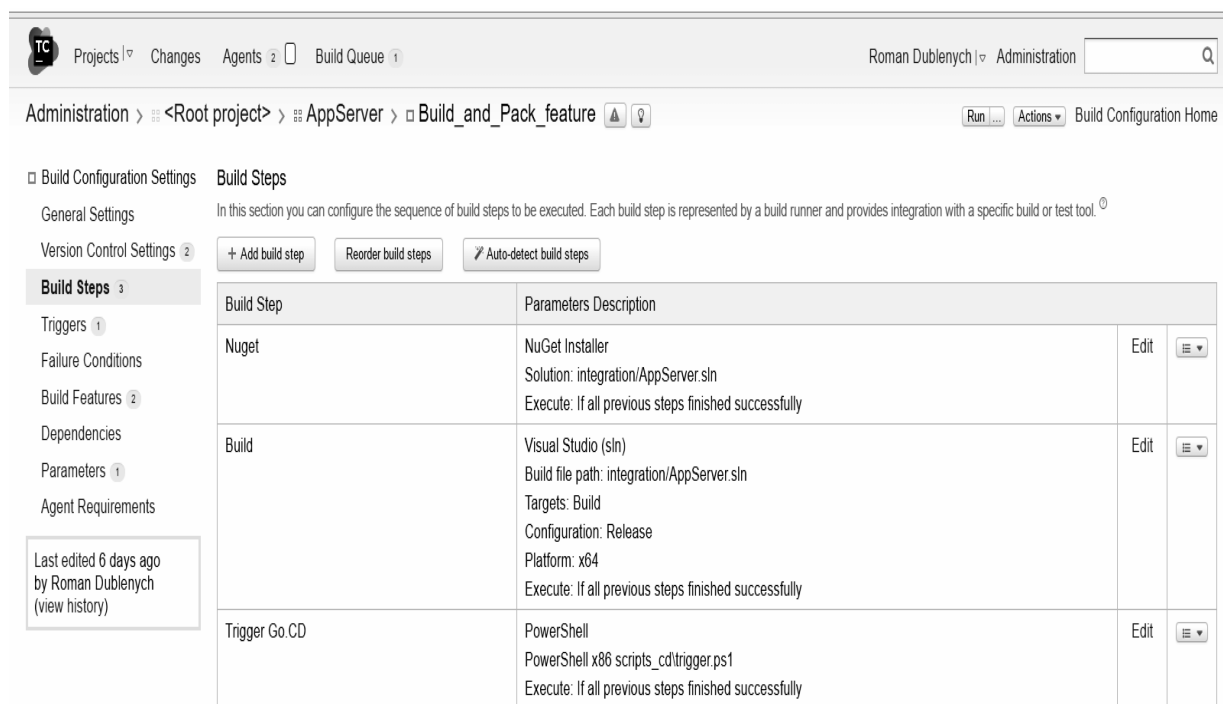 TC
Projects Changes Agents 2 Build Queue 1 Roman Dublenych Administration
Administration > <Root project> > AppServer > Build_and_Pack_feature Run ... Actions Build Configuration Home
Build Configuration Settings
General Settings
Version Control Settings 2
Build Steps 3
Triggers 1
Failure Conditions
Build Features 2
Dependencies
Parameters 1
Agent Requirements
Last edited 6 days ago
by Roman Dublenych
(view history)
Build Steps
In this section you can configure the sequence of build steps to be executed. Each build step is represented by a build runner and provides integration with a specific build or test tool. ?
+ Add build step Reorder build steps Auto-detect build steps
Build Step Parameters Description
Nuget NuGet Installer Edit
Solution: integration/AppServer.sln
Execute: If all previous steps finished successfully
Build Visual Studio (sln) Edit
Build file path: integration/AppServer.sln
Targets: Build
Configuration: Release
Platform: x64
Execute: If all previous steps finished successfully
Trigger Go.CD PowerShell Edit
PowerShell x86 scripts_cd\trigger.ps1
Execute: If all previous steps finished successfully